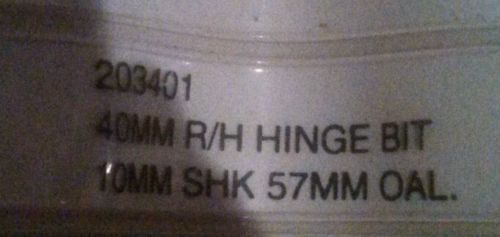 203401
40MM R/H HINGE BIT
10MM SHK 57MM OAL.